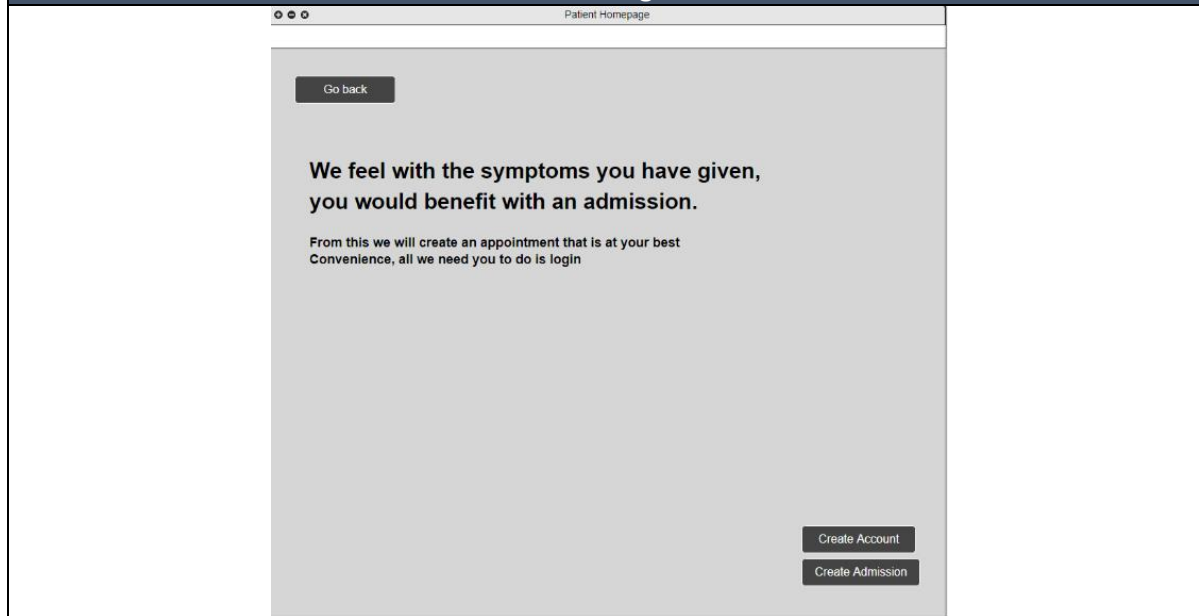 Patient Homepage
Go back
We feel with the symptoms you have given,
you would benefit with an admission.
From this we will create an appointment that is at your best
Convenience, all we need you to do is login
Create Account
Create Admission